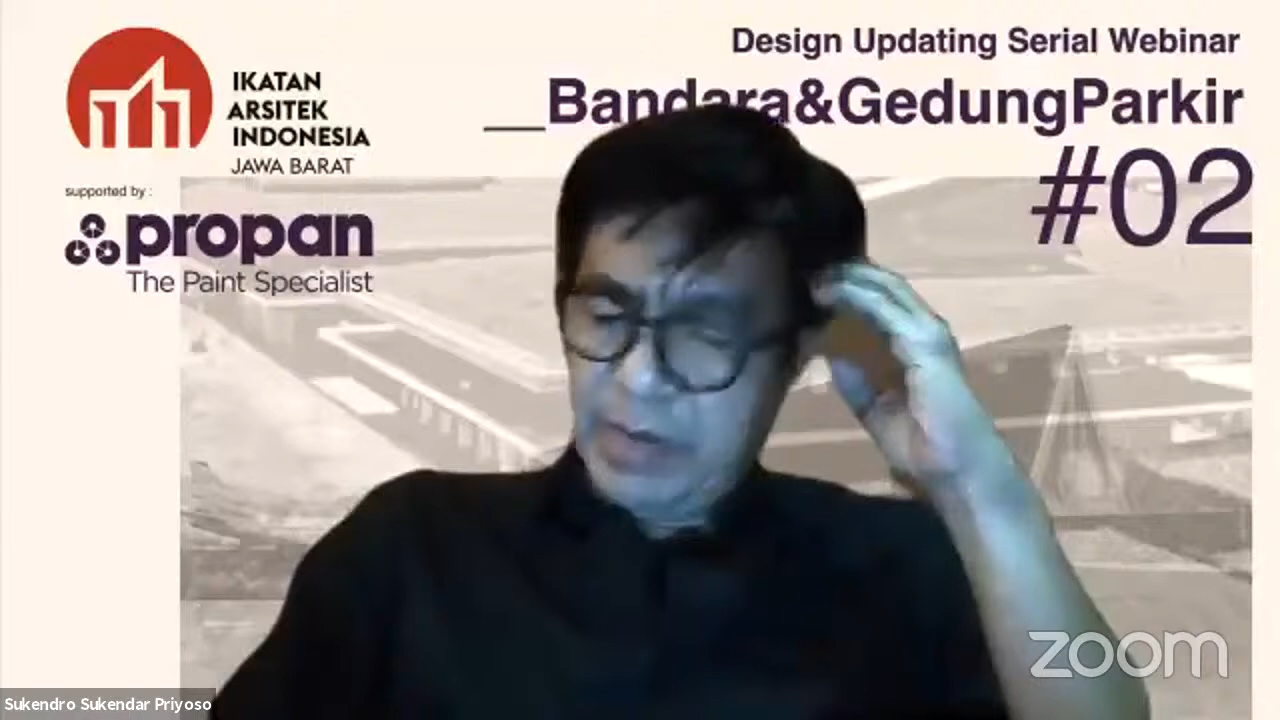 IKATAN
ARSITEK
INDONESIA
JAWA BARAT
supported by :
propan
The Paint Specialist
Design Updating Serial Webinar
__Bandara&GedungParkir
#02
zoom
Sukendro Sukendar Priyoso